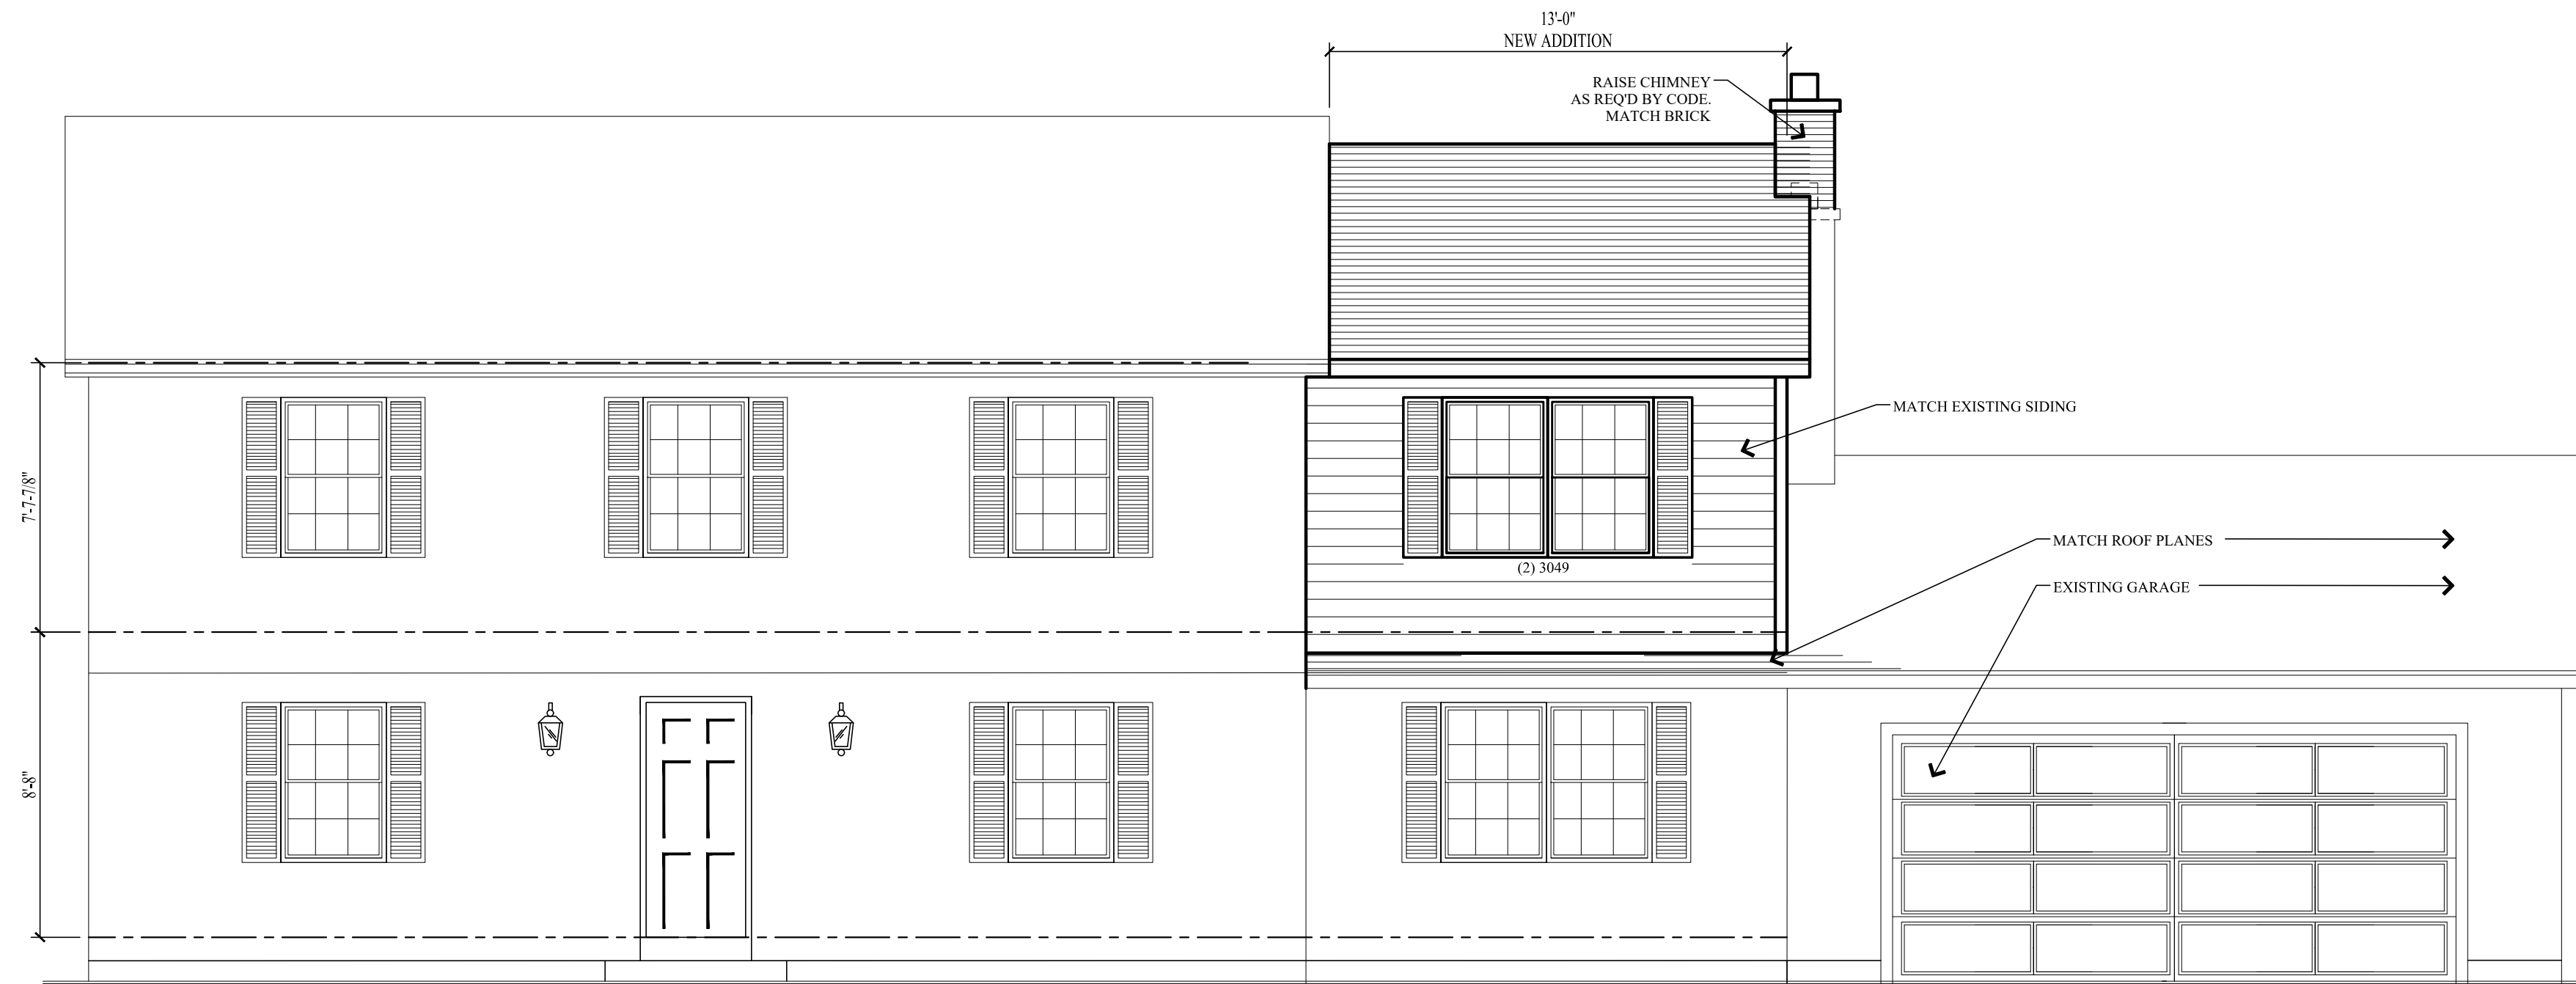 13'-0"
NEW ADDITION
RAISE CHIMNEY
AS REQ'D BY CODE.
MATCH BRICK
MATCH EXISTING SIDING
7'-7-7/8"
MATCH ROOF PLANES
(2) 3049
EXISTING GARAGE
8'-8"